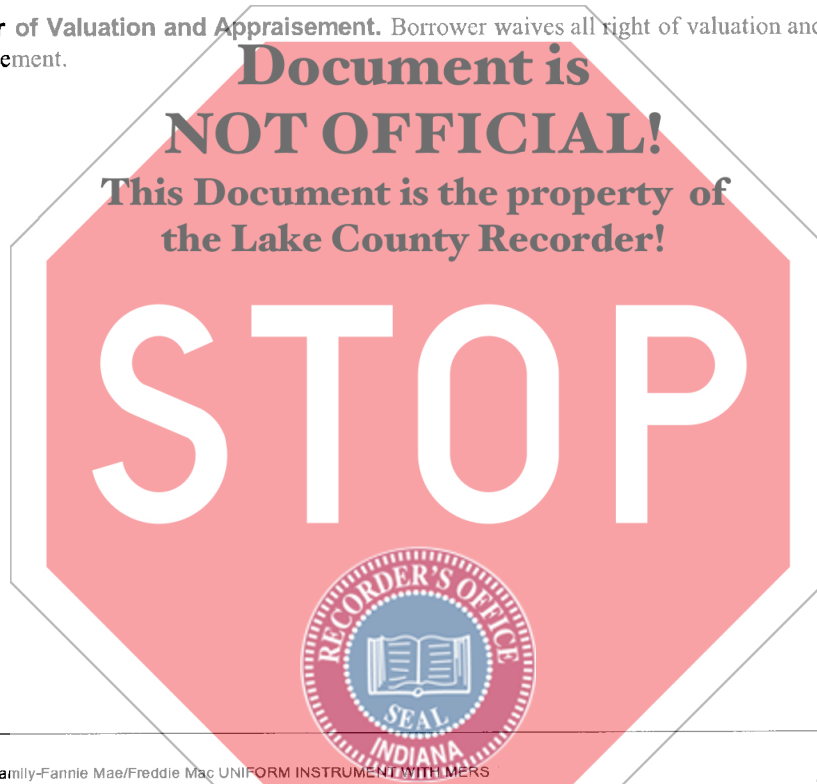 r of Valuation and Appraisement. Borrower waives all right of valuation and
ement.
Document is
NOT OFFICIAL!
This Document is the property of
the Lake County Recorder!
STOP
RECORDER'S OFFICE
SEAL
INDIANA
amily-Fannie Mae/Freddie Mac UNIFORM INSTRUMENT WITH MERS